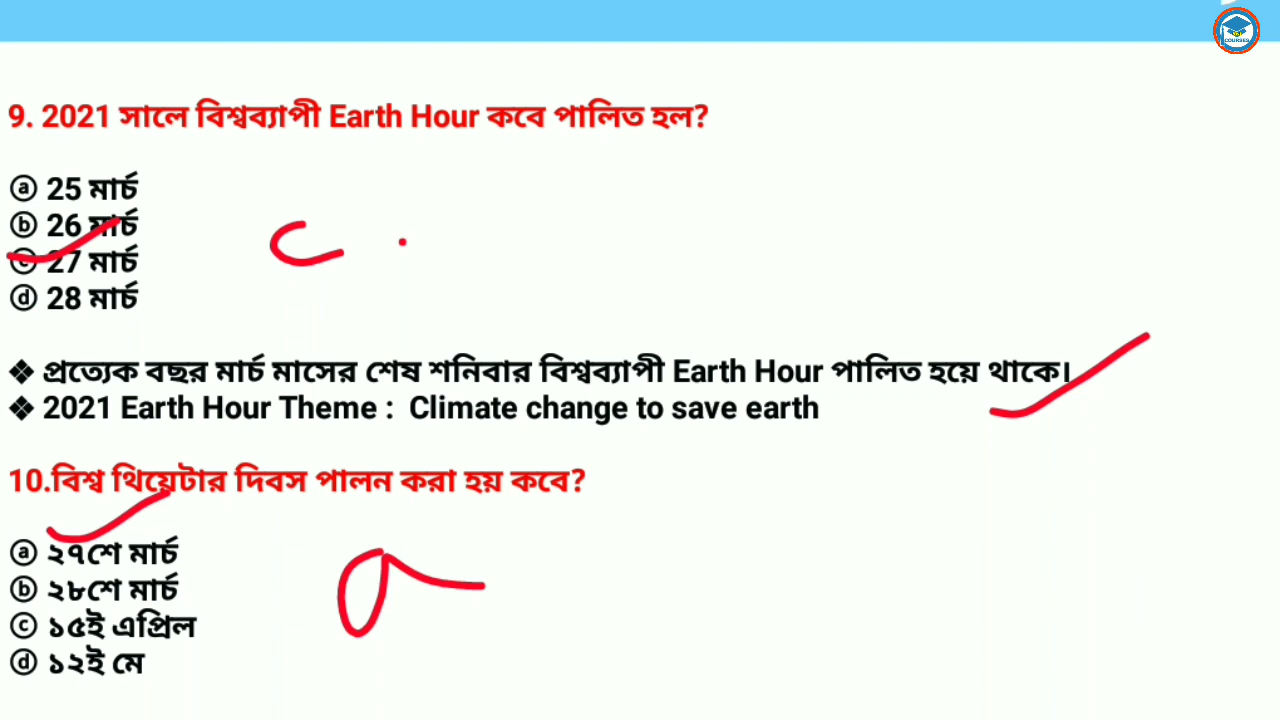 COURSES
9. 2021 সালে বিশ্বব্যাপী Earth Hour কবে পালিত হল?
ⓐ 25 মার্চ
ⓑ 26 মার্চ
ⓒ 27 মার্চ
ⓓ 28 মার্চ
c
❖ প্রত্যেক বছর মার্চ মাসের শেষ শনিবার বিশ্বব্যাপী Earth Hour পালিত হয়ে থাকে।
❖ 2021 Earth Hour Theme : Climate change to save earth
10.বিশ্ব থিয়েটার দিবস পালন করা হয় কবে?
ⓐ ২৭শে মার্চ
ⓑ ২৮শে মার্চ
ⓒ ১৫ই এপ্রিল
ⓓ ১২ই মে
a